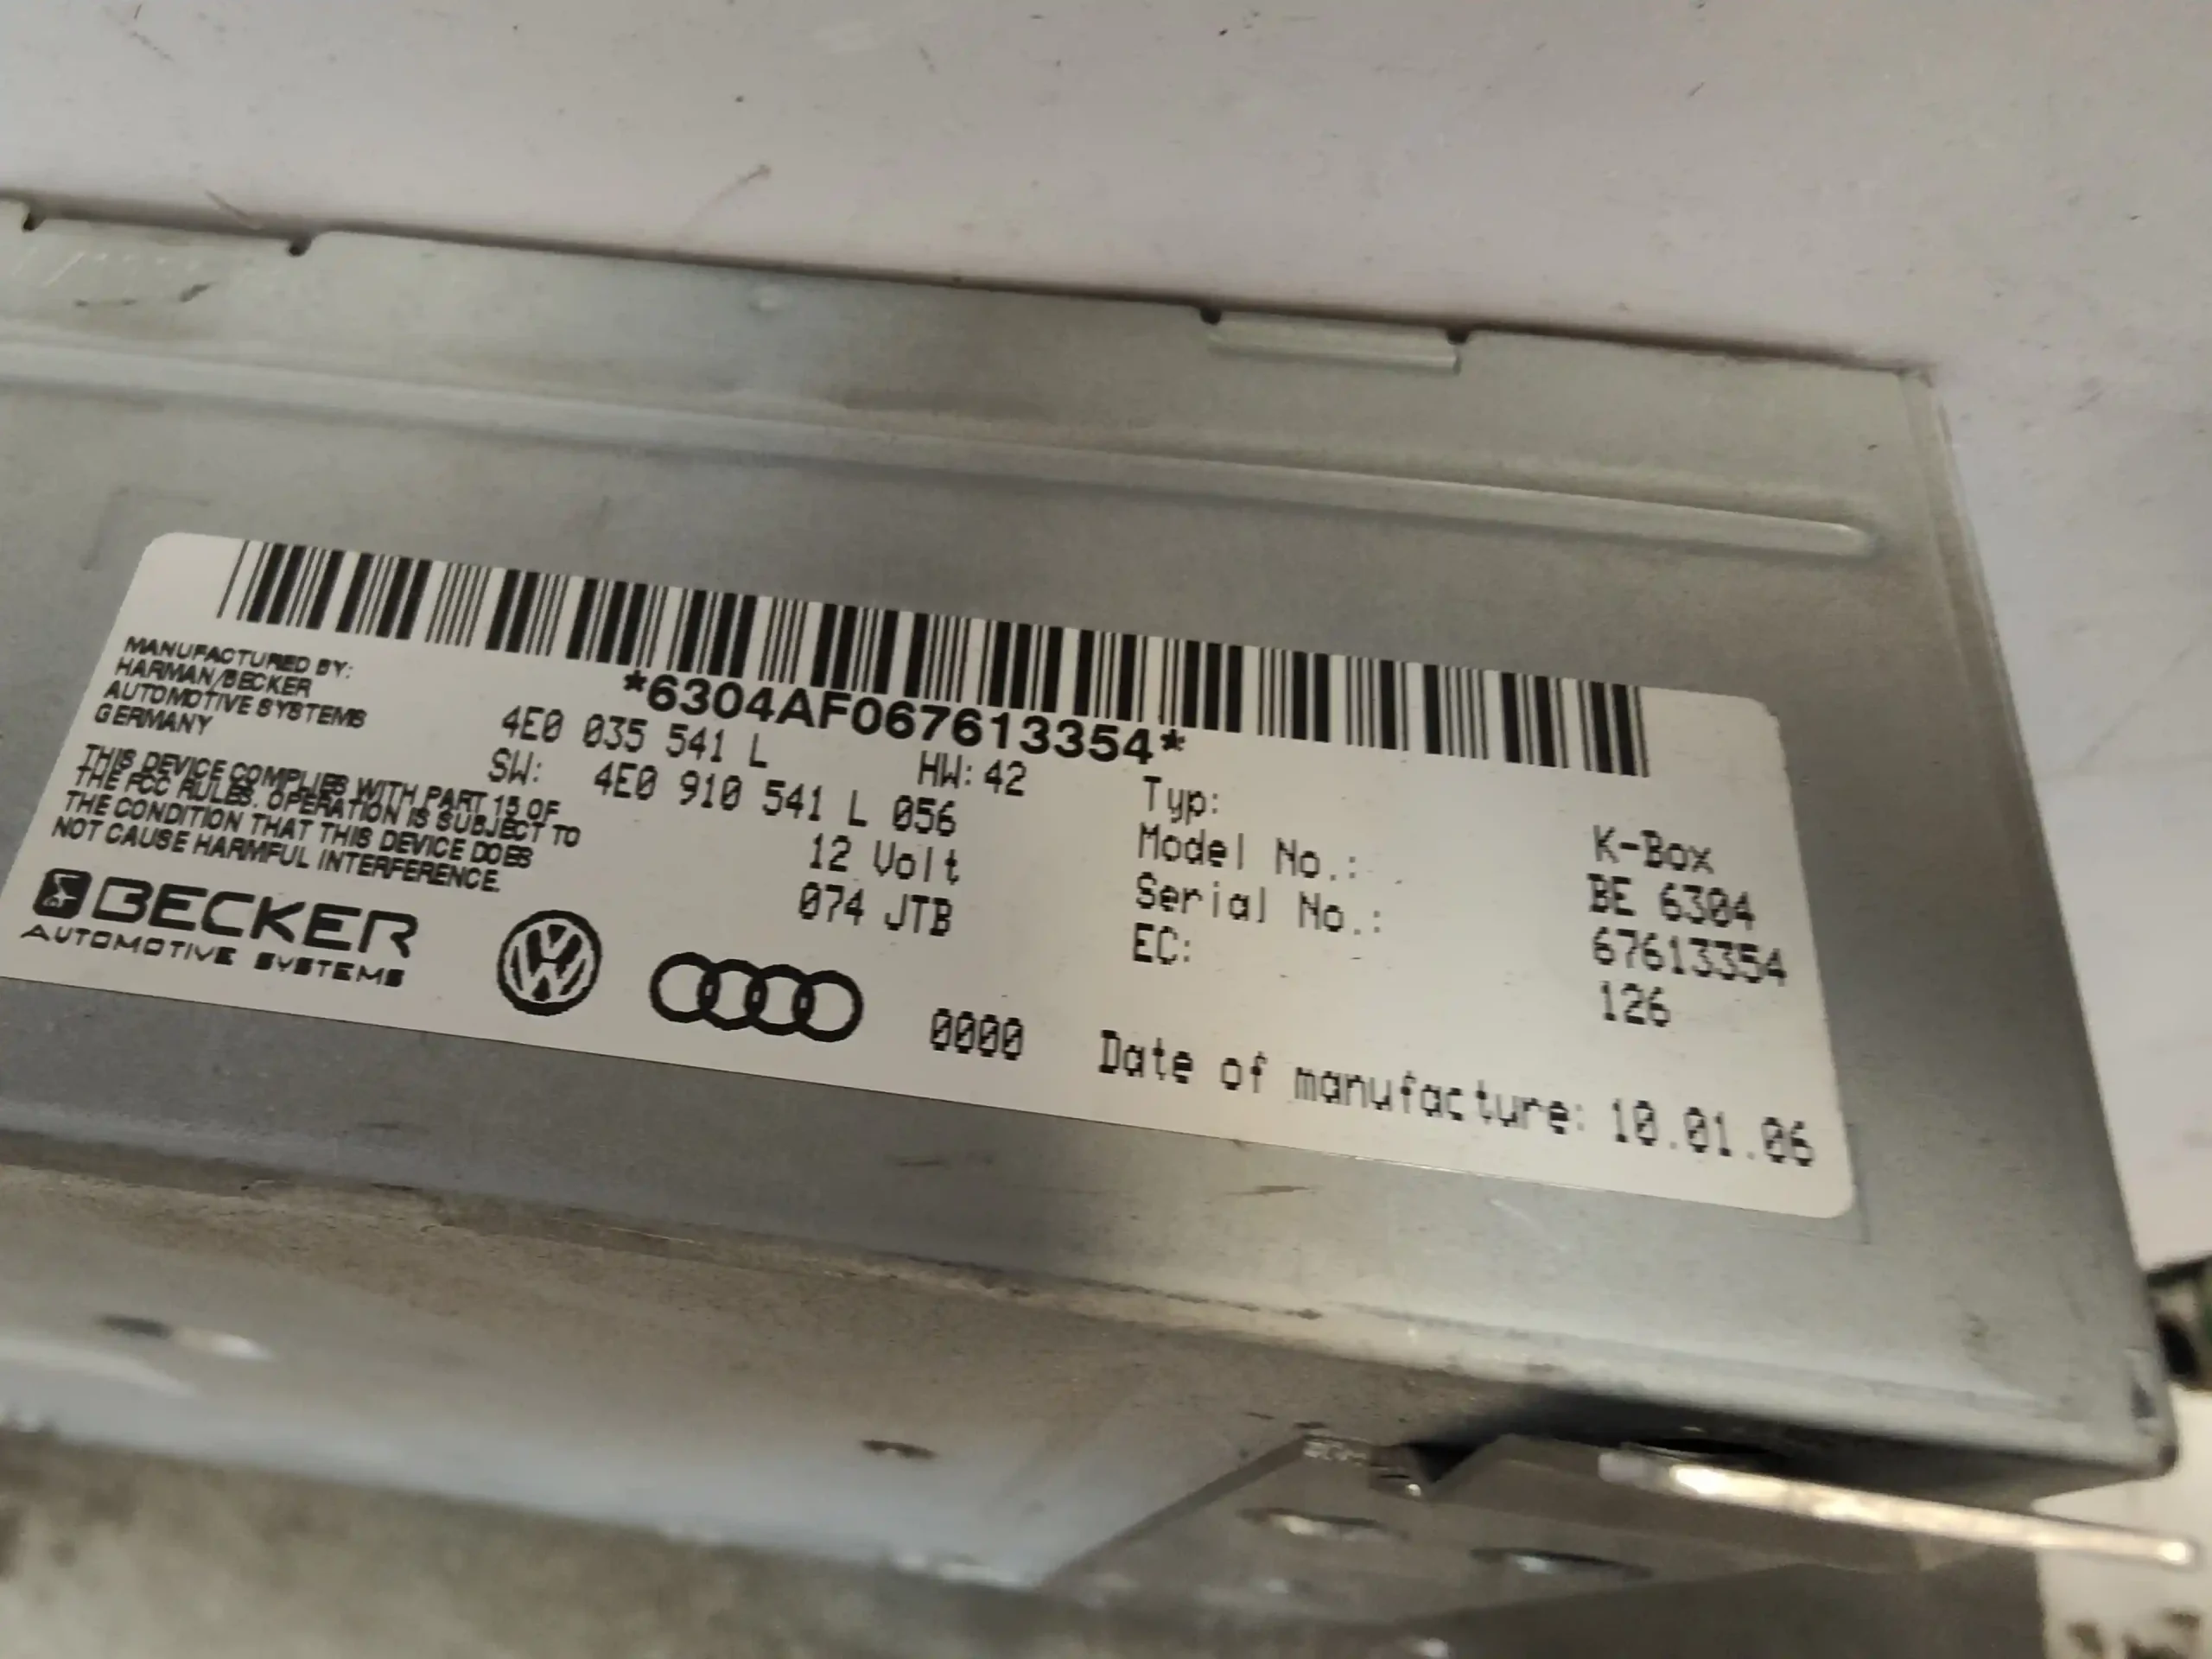 *6304AF067613354*
MANUFACTURED BY:
HARMAN/BECKER
AUTOMOTIVE SYSTEMS
GERMANY
THIS DEVICE COMPLIES WITH PART 15 OF
THE FCC RULES. OPERATION IS SUBJECT TO
THE CONDITION THAT THIS DEVICE DOES
NOT CAUSE HARMFUL INTERFERENCE.
BECKER
AUTOMOTIVE SYSTEMS
4E0 035 541 L HW: 42
SW: 4E0 910 541 L 056
12 Volt
074 JTB
0000
Typ: K-Box
Model No.: BE 6304
Serial No.: 67613354
EC: 126
Date of manufacture: 10.01.06